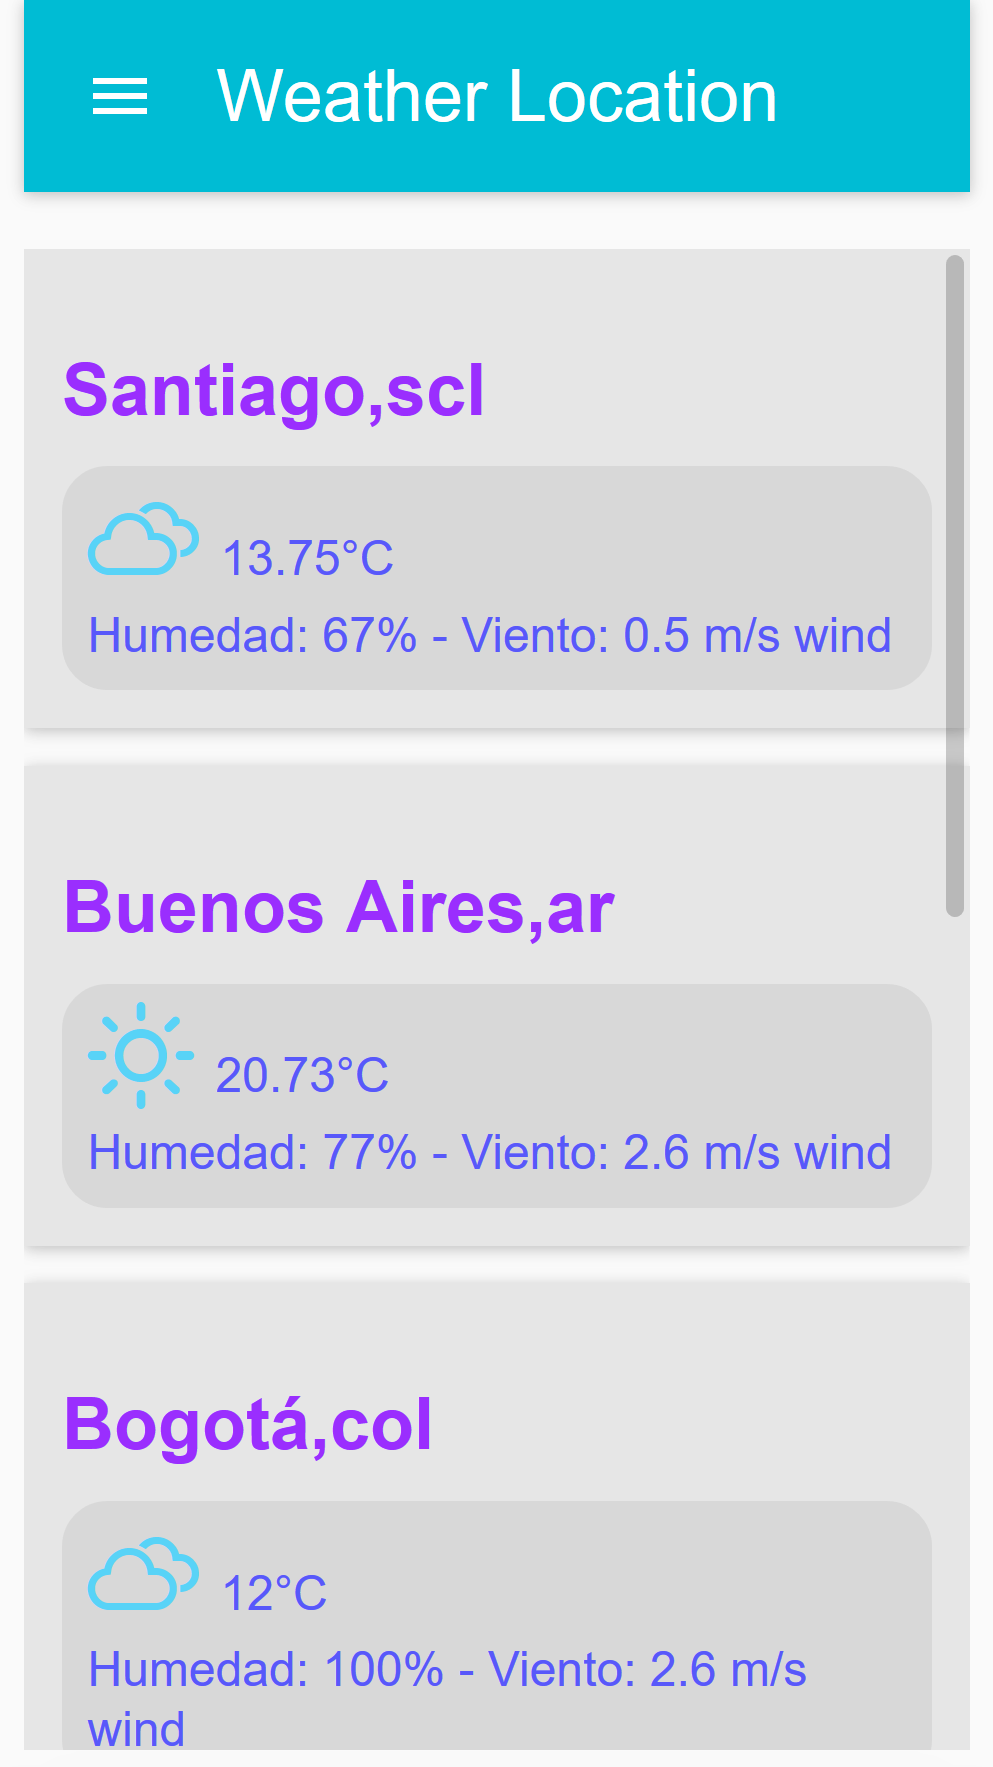 Weather Location
Santiago,scl
13.75°C
Humedad: 67% - Viento: 0.5 m/s wind
Buenos Aires,ar
20.73°C
Humedad: 77% - Viento: 2.6 m/s wind
Bogotá,col
12°C
Humedad: 100% - Viento: 2.6 m/s
wind